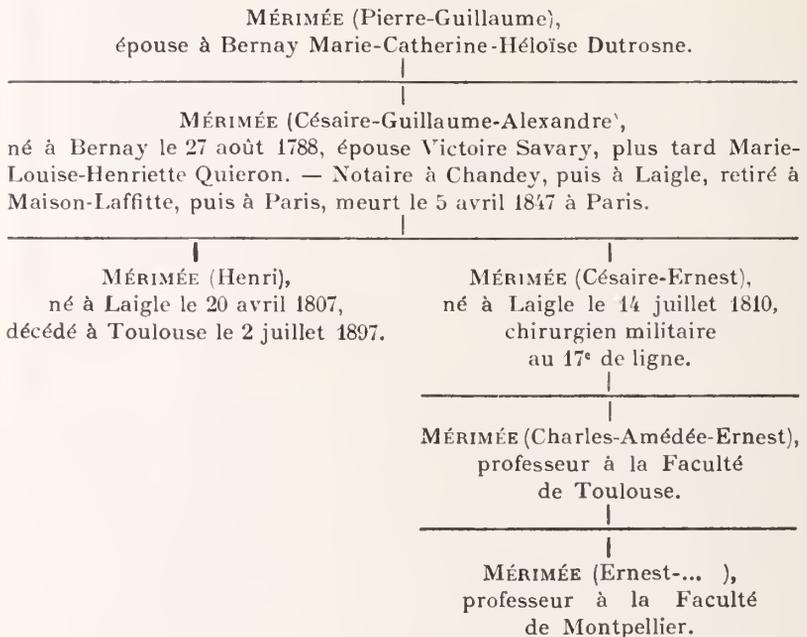 MÉRIMÉE (Pierre-Guillaume),
épouse à Bernay Marie-Catherine-Héloïse Dutrosne.
MÉRIMÉE (Césaire-Guillaume-Alexandre),
né à Bernay le 27 août 1788, épouse Victoire Savary, plus tard Marie-
Louise-Henriette Quieron. — Notaire à Chandey, puis à Laigle, retiré à
Maison-Laffitte, puis à Paris, meurt le 5 avril 1847 à Paris.
MÉRIMÉE (Henri),
né à Laigle le 20 avril 1807,
décédé à Toulouse le 2 juillet 1897.
MÉRIMÉE (Césaire-Ernest),
né à Laigle le 14 juillet 1810,
chirurgien militaire
au 17e de ligne.
MÉRIMÉE (Charles-Amédée-Ernest),
professeur à la Faculté
de Toulouse.
MÉRIMÉE (Ernest-... ),
professeur à la Faculté
de Montpellier.